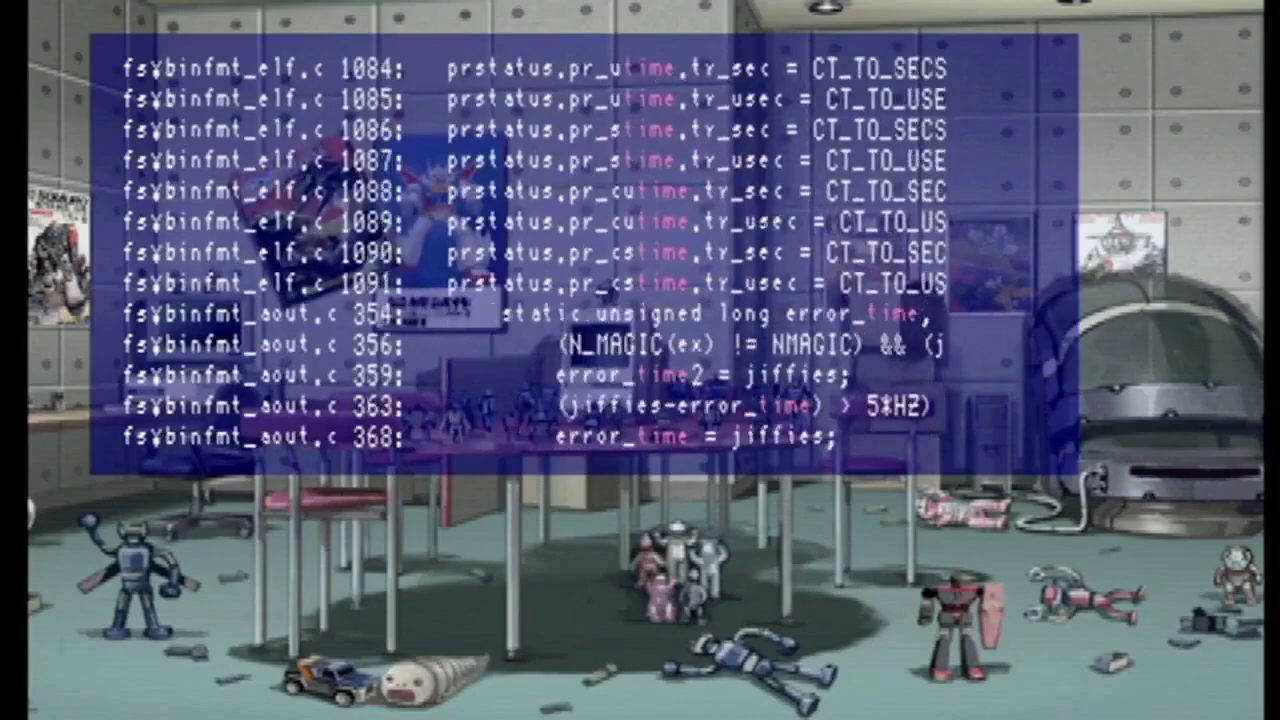 fs¥binfmt_elf.c 1084: prstatus.pr_utime.tv_sec = CT_TO_SECS
fs¥binfmt_elf.c 1085: prstatus.pr_utime.tv_usec = CT_TO_USE
fs¥binfmt_elf.c 1086: prstatus.pr_stime.tv_sec = CT_TO_SECS
fs¥binfmt_elf.c 1087: prstatus.pr_stime.tv_usec = CT_TO_USE
fs¥binfmt_elf.c 1088: prstatus.pr_cutime.tv_sec = CT_TO_SEC
fs¥binfmt_elf.c 1089: prstatus.pr_cutime.tv_usec = CT_TO_US
fs¥binfmt_elf.c 1090: prstatus.pr_cstime.tv_sec = CT_TO_SEC
fs¥binfmt_elf.c 1091: prstatus.pr_cstime.tv_usec = CT_TO_US
fs¥binfmt_aout.c 354: static unsigned long error_time,
fs¥binfmt_aout.c 356: (N_MAGIC(ex) != NMAGIC) && (j
fs¥binfmt_aout.c 359: error_time2 = jiffies;
fs¥binfmt_aout.c 363: (jiffies-error_time) > 5*HZ)
fs¥binfmt_aout.c 368: error_time = jiffies;